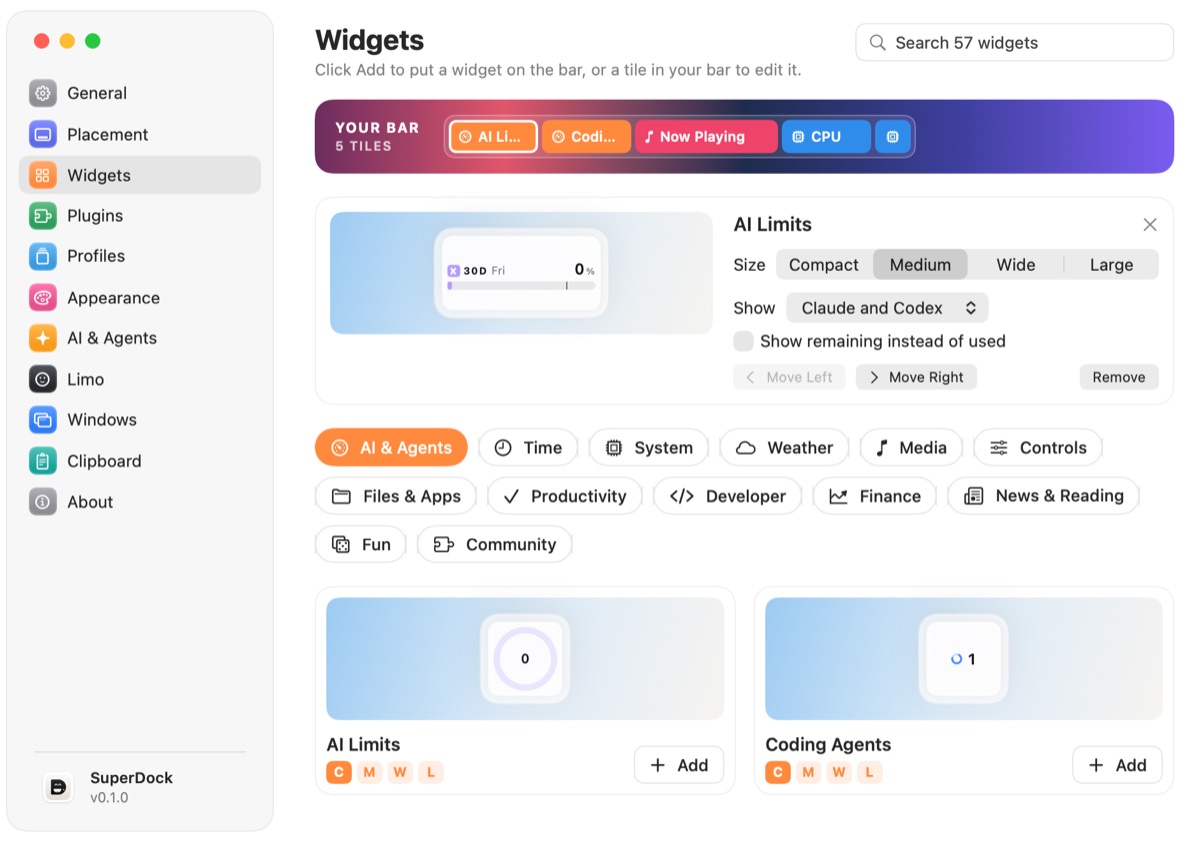 General
Placement
Widgets
Plugins
Profiles
Appearance
AI & Agents
Limo
Windows
Clipboard
About
SuperDock
v0.1.0
Widgets
Click Add to put a widget on the bar, or a tile in your bar to edit it.
Search 57 widgets
YOUR BAR
5 TILES
AI Li...
Codi...
Now Playing
CPU
X 30D Fri 0%
AI Limits
Size Compact Medium Wide Large
Show Claude and Codex
Show remaining instead of used
Move Left Move Right Remove
AI & Agents Time System Weather Media Controls
Files & Apps Productivity Developer Finance News & Reading
Fun Community
0
AI Limits
C M W L
Add
1
Coding Agents
C M W L
Add